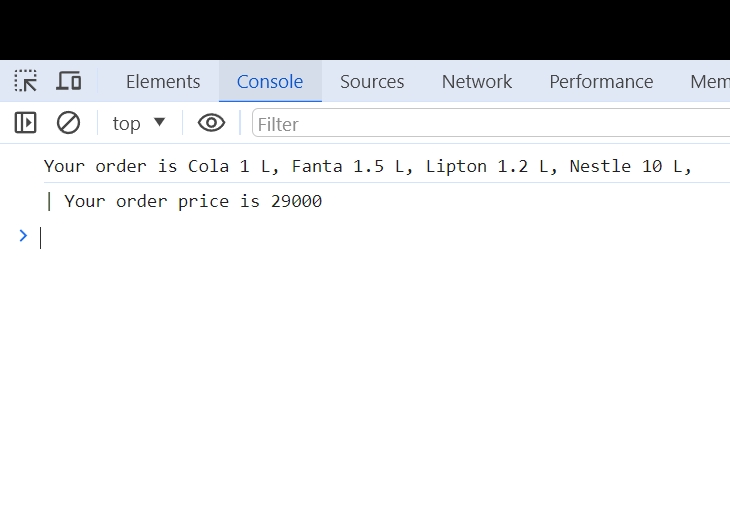 Elements Console Sources Network Performance Mem
top Filter
Your order is Cola 1 L, Fanta 1.5 L, Lipton 1.2 L, Nestle 10 L,
| Your order price is 29000